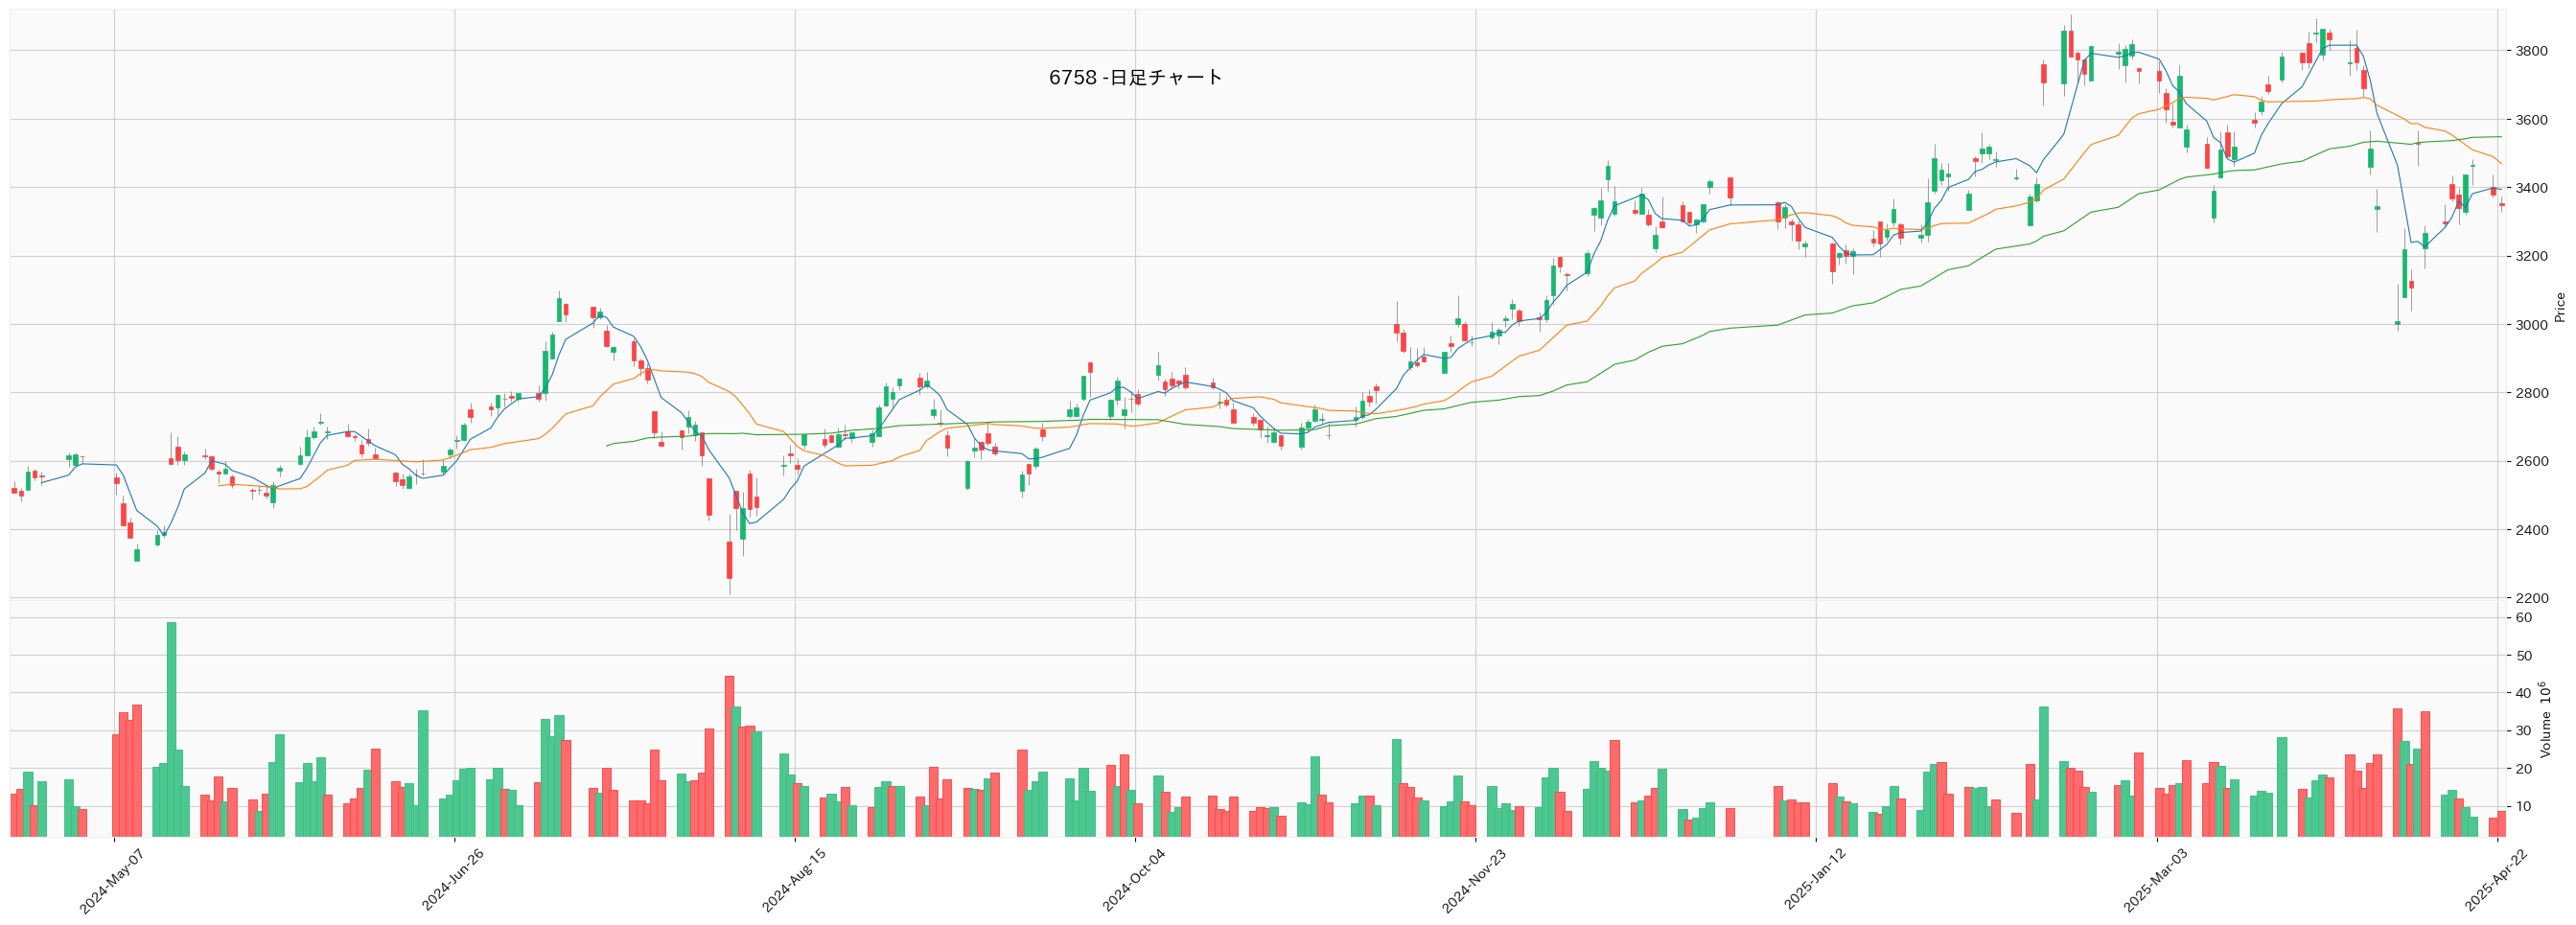 6758 -日足チャート
3800
3600
3400
3200
3000
2800
2600
2400
2200
Price
60
50
40
30
20
10
Volume 10⁶
2024-May-07
2024-Jun-26
2024-Aug-15
2024-Oct-04
2024-Nov-23
2025-Jan-12
2025-Mar-03
2025-Apr-22